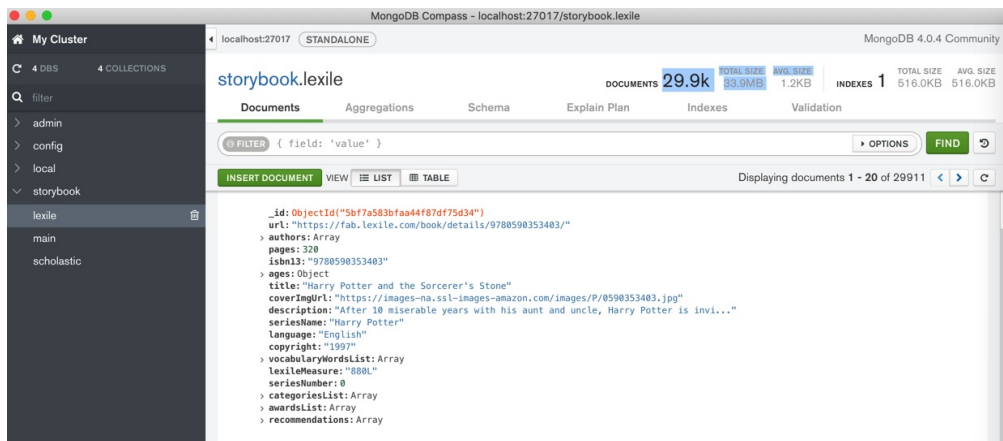 MongoDB Compass - localhost:27017/storybook.lexile
My Cluster
4 DBS 4 COLLECTIONS
filter
admin
config
local
storybook
lexile
main
scholastic
localhost:27017 STANDALONE MongoDB 4.0.4 Community
storybook.lexile
DOCUMENTS 29.9k TOTAL SIZE 33.9MB AVG. SIZE 1.2KB INDEXES 1 TOTAL SIZE 516.0KB AVG. SIZE 516.0KB
Documents Aggregations Schema Explain Plan Indexes Validation
FILTER { field: 'value' } OPTIONS FIND
INSERT DOCUMENT VIEW LIST TABLE Displaying documents 1 - 20 of 29911
_id: ObjectId("5bf7a583bfaa44f87df75d34")
url: "https://fab.lexile.com/book/details/9780590353403/"
authors: Array
pages: 320
isbn13: "9780590353403"
ages: Object
title: "Harry Potter and the Sorcerer's Stone"
coverImgUrl: "https://images-na.ssl-images-amazon.com/images/P/0590353403.jpg"
description: "After 10 miserable years with his aunt and uncle, Harry Potter is invi..."
seriesName: "Harry Potter"
language: "English"
copyright: "1997"
vocabularyWordsList: Array
lexileMeasure: "880L"
seriesNumber: 0
categoriesList: Array
awardsList: Array
recommendations: Array